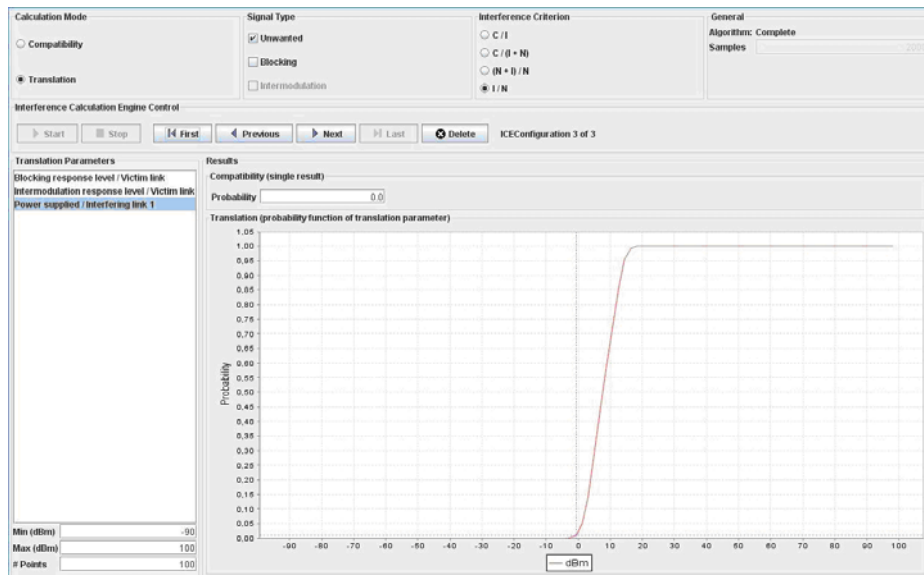 Calculation Mode
Compatibility
Translation
Signal Type
Unwanted
Blocking
Intermodulation
Interference Criterion
C / I
C / (I + N)
(N + I) / N
I / N
General
Algorithm: Complete
Samples
Interference Calculation Engine Control
Start Stop First Previous Next Last Delete ICEConfiguration 3 of 3
Translation Parameters
Blocking response level / Victim link
Intermodulation response level / Victim link
Power supplied / Interfering link 1
Min (dBm) -90
Max (dBm) 100
# Points 100
Results
Compatibility (single result)
Probability 0.0
Translation (probability function of translation parameter)
Probability
1,05
1,00
0,95
0,90
0,85
0,80
0,75
0,70
0,65
0,60
0,55
0,50
0,45
0,40
0,35
0,30
0,25
0,20
0,15
0,10
0,05
0,00
-90 -80 -70 -60 -50 -40 -30 -20 -10 0 10 20 30 40 50 60 70 80 90 100
dBm